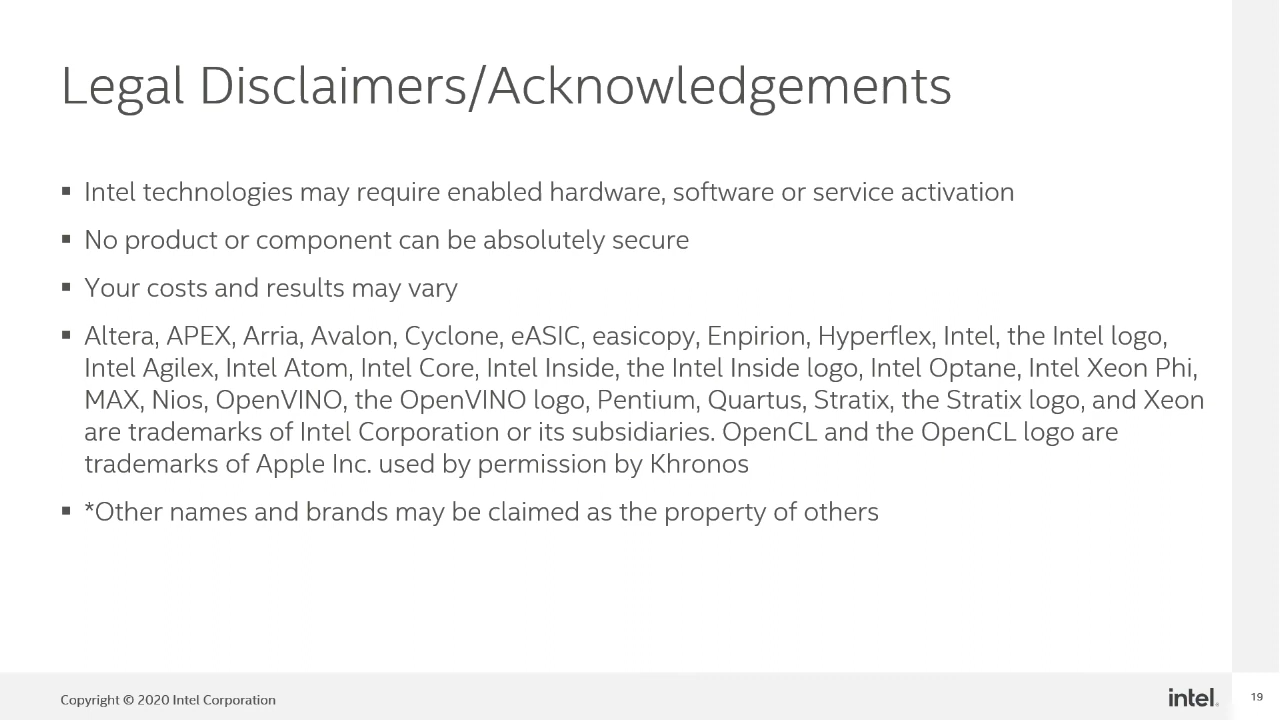 Legal Disclaimers/Acknowledgements
▪ Intel technologies may require enabled hardware, software or service activation
▪ No product or component can be absolutely secure
▪ Your costs and results may vary
▪ Altera, APEX, Arria, Avalon, Cyclone, eASIC, easicopy, Enpirion, Hyperflex, Intel, the Intel logo,
Intel Agilex, Intel Atom, Intel Core, Intel Inside, the Intel Inside logo, Intel Optane, Intel Xeon Phi,
MAX, Nios, OpenVINO, the OpenVINO logo, Pentium, Quartus, Stratix, the Stratix logo, and Xeon
are trademarks of Intel Corporation or its subsidiaries. OpenCL and the OpenCL logo are
trademarks of Apple Inc. used by permission by Khronos
▪ *Other names and brands may be claimed as the property of others
Copyright © 2020 Intel Corporation
intel.
19